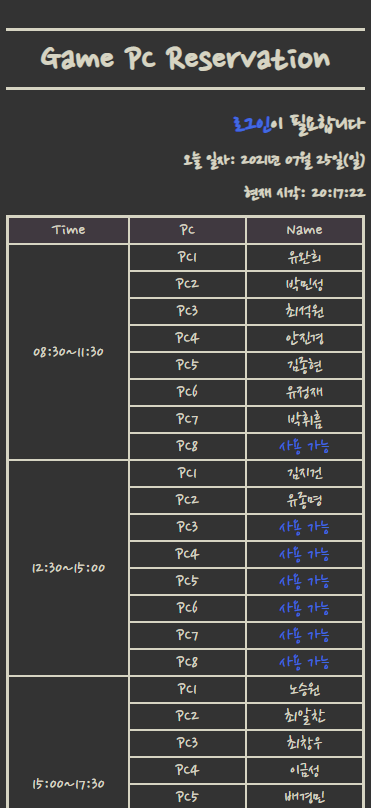 Game Pc Reservation
로그인이 필요합니다
오늘 일자: 2021년 07월 25일(일)
현재 시각: 20:17:22
Time PC Name
08:30~11:30
PC1 유완희
PC2 박민성
PC3 최석원
PC4 안진경
PC5 김종현
PC6 유정재
PC7 박휘름
PC8 사용 가능
12:30~15:00
PC1 김지건
PC2 유종명
PC3 사용 가능
PC4 사용 가능
PC5 사용 가능
PC6 사용 가능
PC7 사용 가능
PC8 사용 가능
15:00~17:30
PC1 노승원
PC2 최알찬
PC3 최창우
PC4 이금성
PC5 배경민